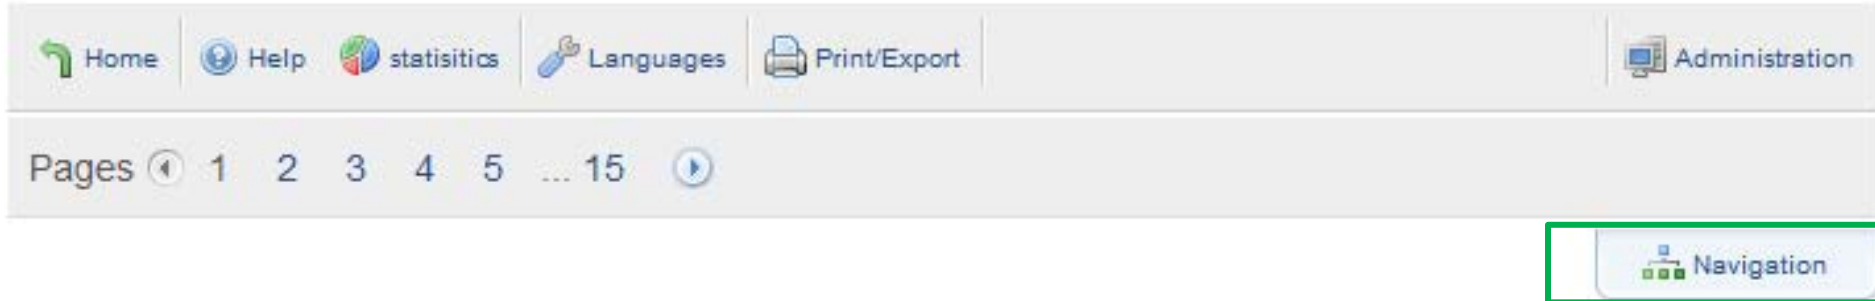 Home Help statisitics Languages Print/Export Administration
Pages 1 2 3 4 5 ... 15
Navigation